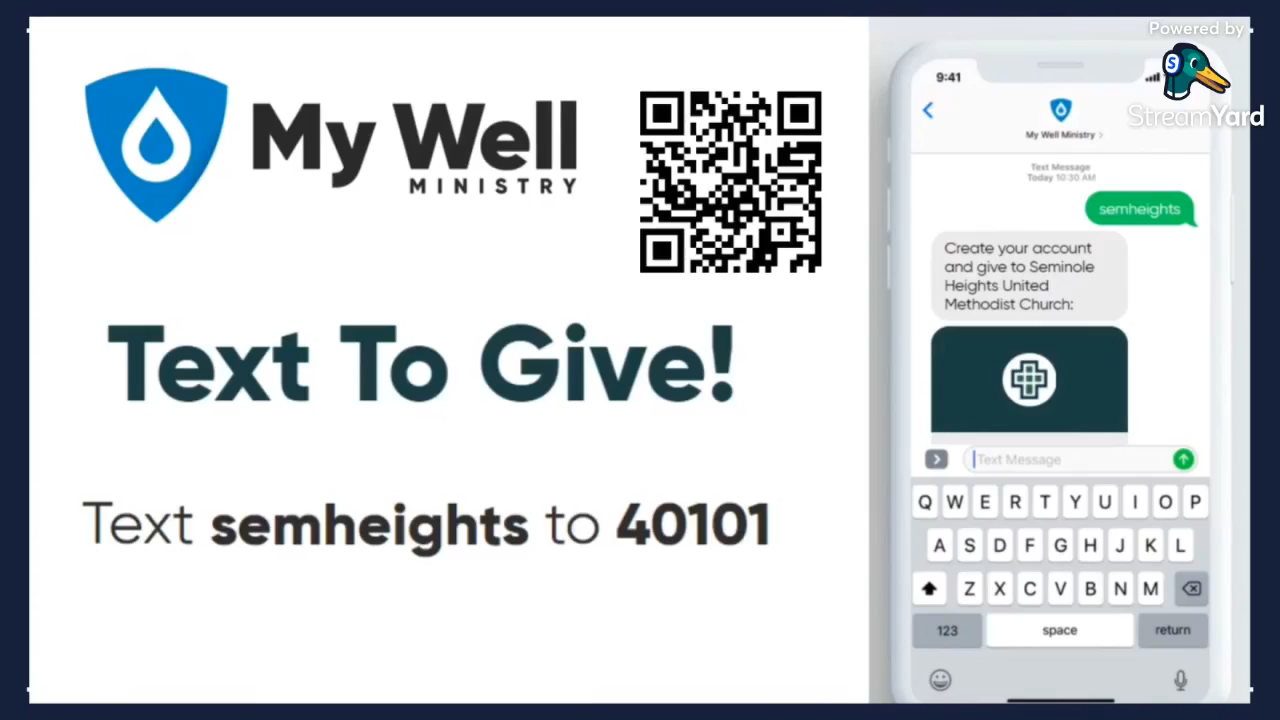 Powered by
StreamYard
My Well
MINISTRY
Text To Give!
Text semheights to 40101
9:41
My Well Ministry >
Text Message
Today 10:30 AM
semheights
Create your account
and give to Seminole
Heights United
Methodist Church:
Text Message
Q W E R T Y U I O P
A S D F G H J K L
Z X C V B N M
123 space return